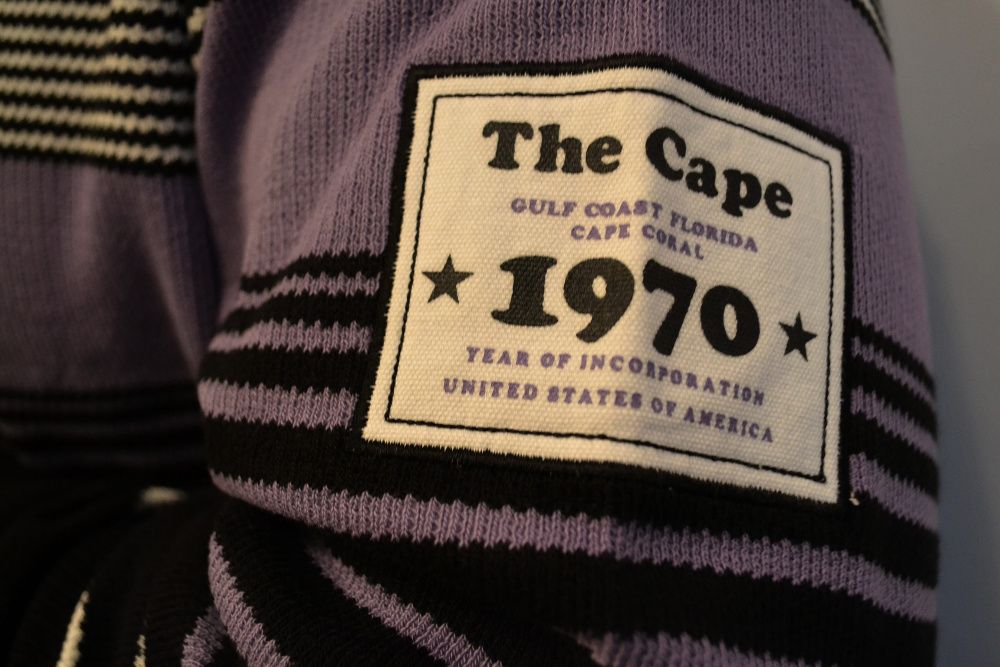 The Cape
GULF COAST FLORIDA
CAPE CORAL
1970
YEAR OF INCORPORATION
UNITED STATES OF AMERICA